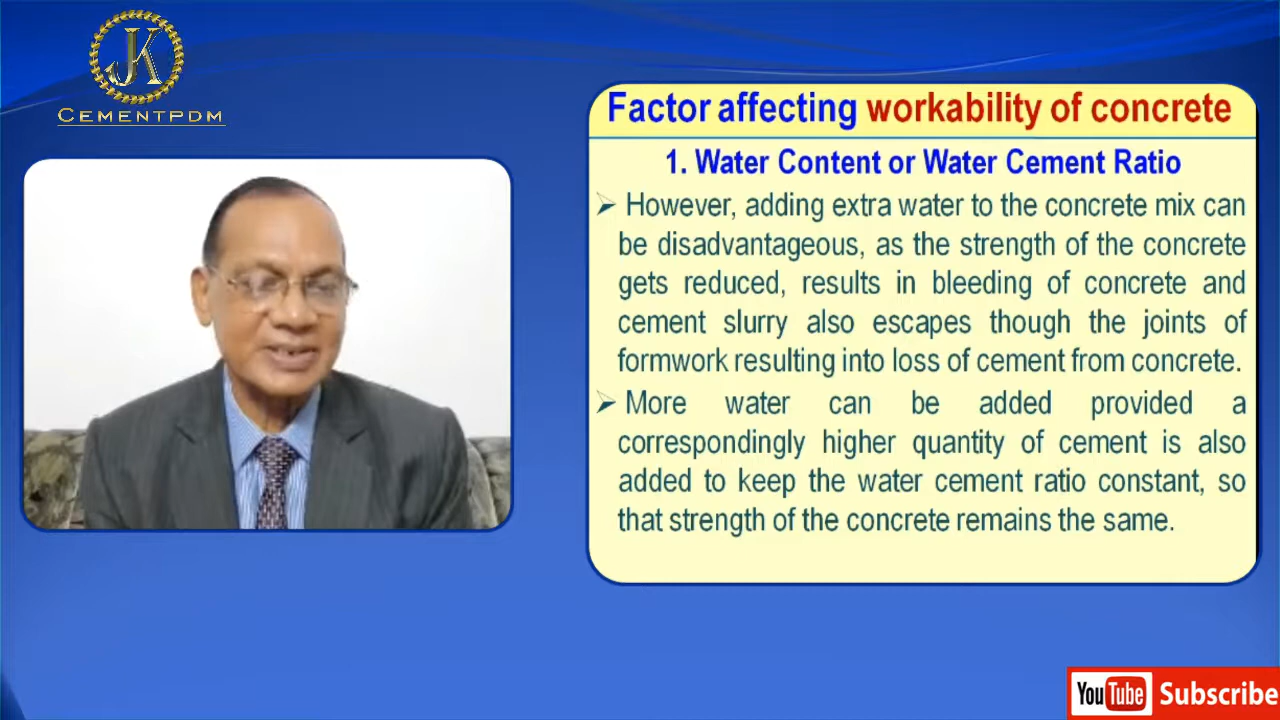 JK
CEMENTPDM
Factor affecting workability of concrete
1. Water Content or Water Cement Ratio
➢ However, adding extra water to the concrete mix can
be disadvantageous, as the strength of the concrete
gets reduced, results in bleeding of concrete and
cement slurry also escapes though the joints of
formwork resulting into loss of cement from concrete.
➢ More water can be added provided a
correspondingly higher quantity of cement is also
added to keep the water cement ratio constant, so
that strength of the concrete remains the same.
YouTube Subscribe